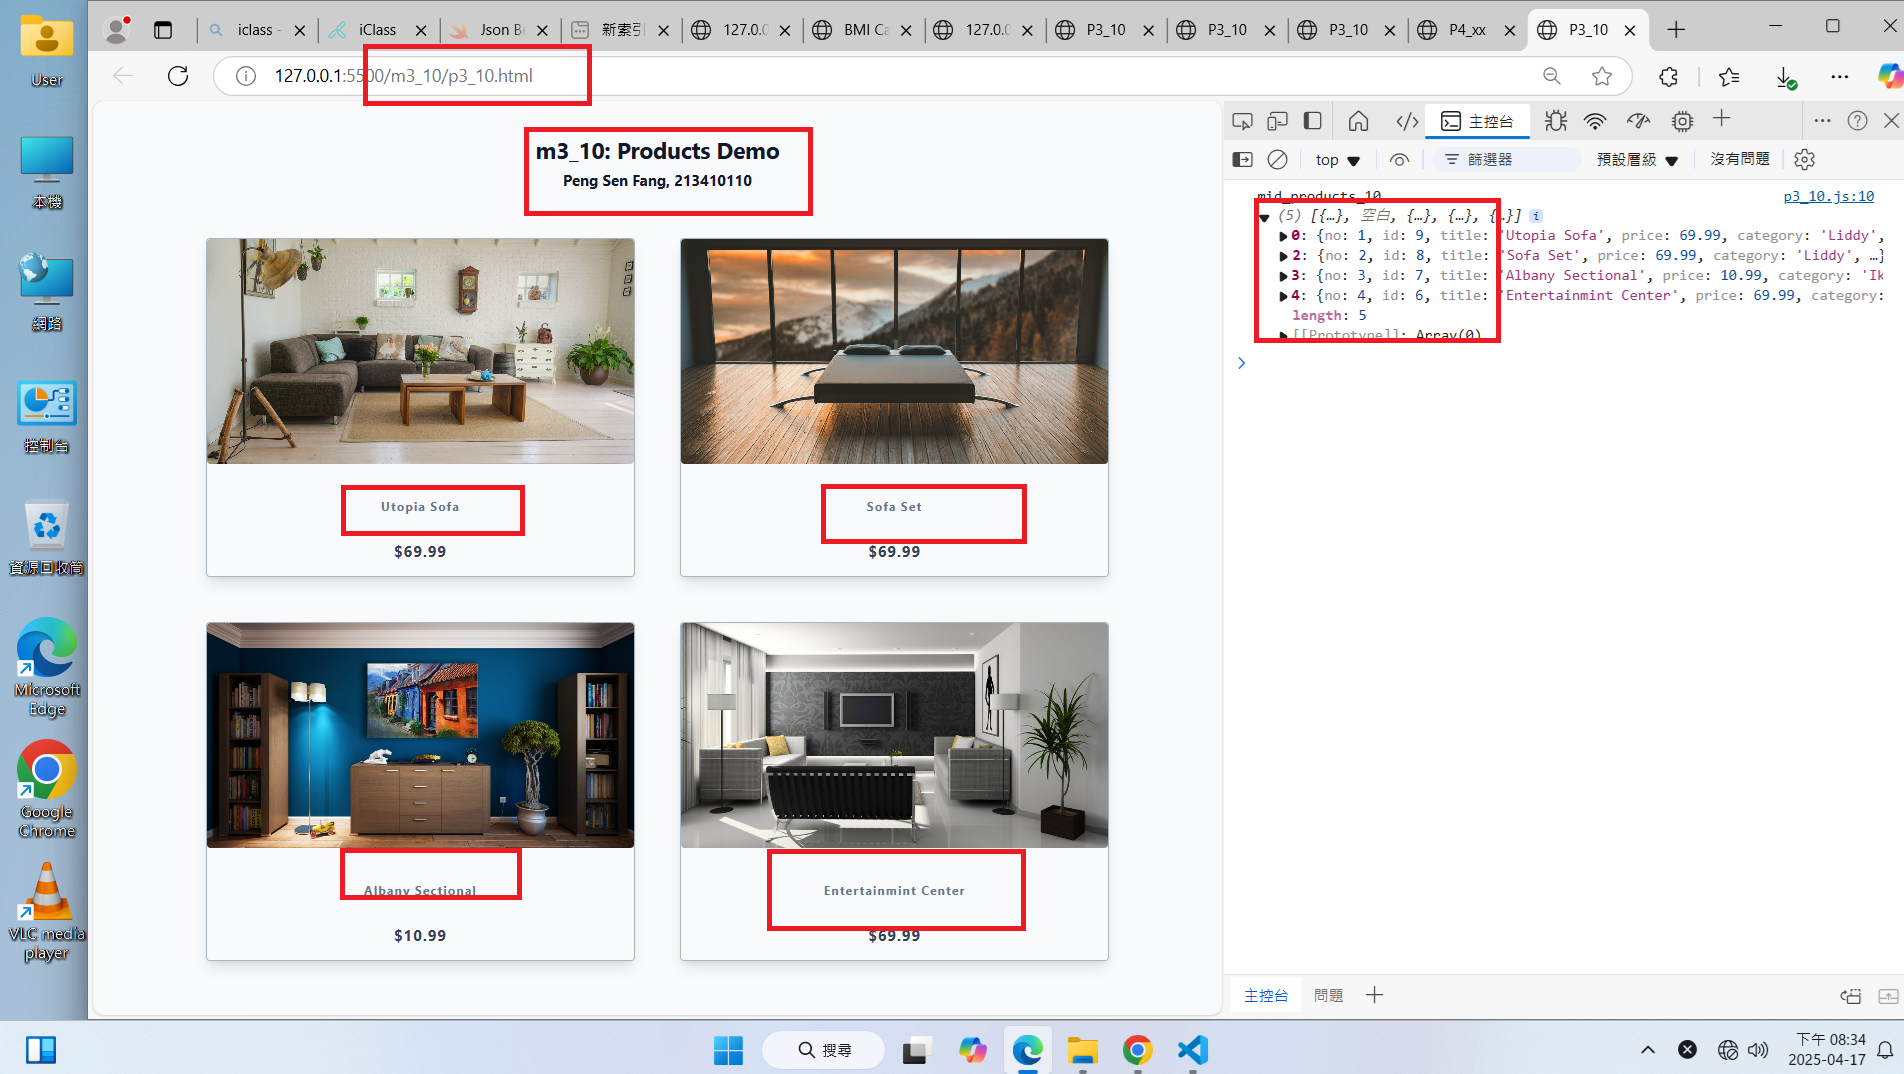 User
本機
網路
控制台
資源回收筒
Microsoft
Edge
Google
Chrome
VLC media
player
iclass -
iClass
Json Be
新索引
127.0.0
BMI Ca
127.0.0
P3_10
P3_10
P3_10
P4_xx
P3_10
127.0.0.1:5500/m3_10/p3_10.html
m3_10: Products Demo
Peng Sen Fang, 213410110
Utopia Sofa
$69.99
Sofa Set
$69.99
Albany Sectional
$10.99
Entertainmint Center
$69.99
主控台
top
篩選器
預設層級
沒有問題
mid_products_10
p3_10.js:10
(5) [{…}, 空白, {…}, {…}, {…}]
0: {no: 1, id: 9, title: 'Utopia Sofa', price: 69.99, category: 'Liddy',
2: {no: 2, id: 8, title: 'Sofa Set', price: 69.99, category: 'Liddy', …}
3: {no: 3, id: 7, title: 'Albany Sectional', price: 10.99, category: 'Ik
4: {no: 4, id: 6, title: 'Entertainmint Center', price: 69.99, category:
length: 5
[[Prototype]]: Array(0)
主控台
問題
搜尋
下午 08:34
2025-04-17